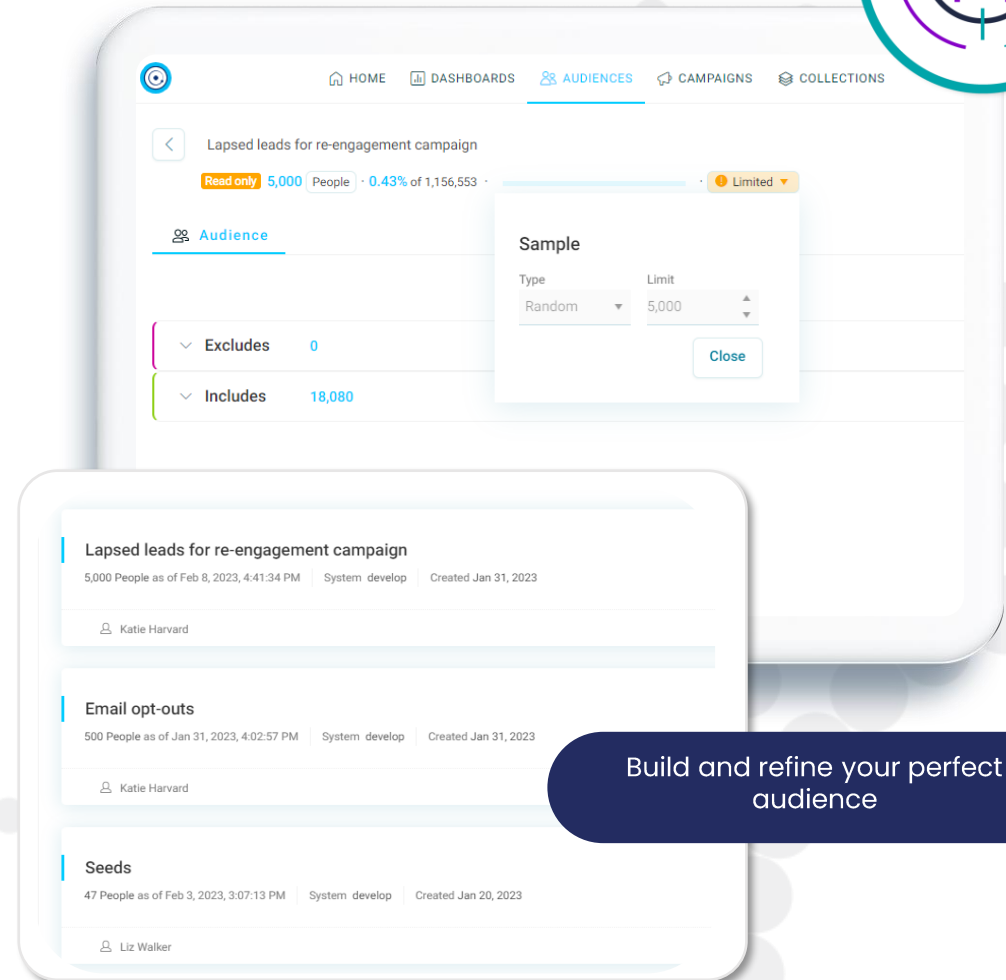 HOME DASHBOARDS AUDIENCES CAMPAIGNS COLLECTIONS
Lapsed leads for re-engagement campaign
Read only 5,000 People · 0.43% of 1,156,553 · · Limited
Audience
Sample
Type Limit
Random 5,000
Close
Excludes 0
Includes 18,080
Lapsed leads for re-engagement campaign
5,000 People as of Feb 8, 2023, 4:41:34 PM System develop Created Jan 31, 2023
Katie Harvard
Email opt-outs
500 People as of Jan 31, 2023, 4:02:57 PM System develop Created Jan 31, 2023
Katie Harvard
Seeds
47 People as of Feb 3, 2023, 3:07:13 PM System develop Created Jan 20, 2023
Liz Walker
Build and refine your perfect
audience